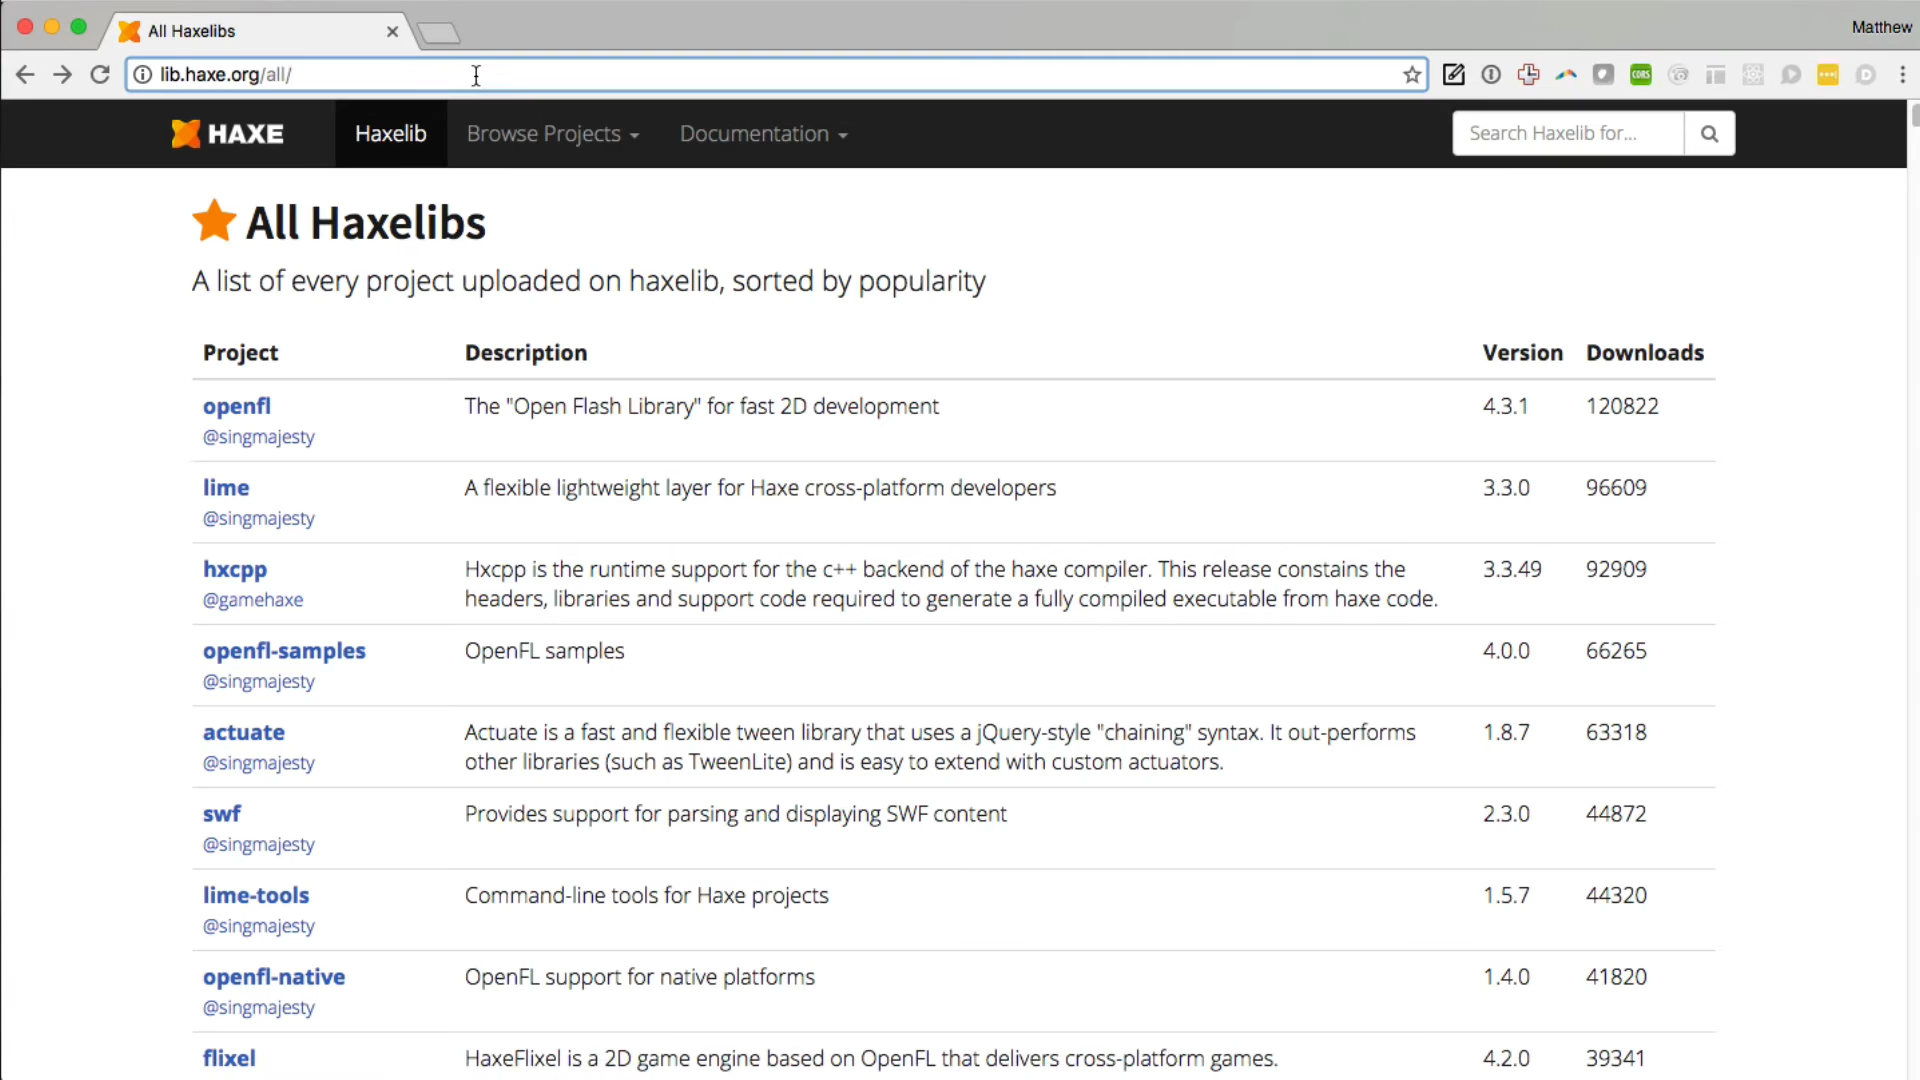 All Haxelibs
Matthew
lib.haxe.org/all/
CORS
HAXE
Haxelib
Browse Projects
Documentation
Search Haxelib for...
All Haxelibs
A list of every project uploaded on haxelib, sorted by popularity
Project Description Version Downloads
openfl The "Open Flash Library" for fast 2D development 4.3.1 120822
@singmajesty
lime A flexible lightweight layer for Haxe cross-platform developers 3.3.0 96609
@singmajesty
hxcpp Hxcpp is the runtime support for the c++ backend of the haxe compiler. This release constains the 3.3.49 92909
@gamehaxe headers, libraries and support code required to generate a fully compiled executable from haxe code.
openfl-samples OpenFL samples 4.0.0 66265
@singmajesty
actuate Actuate is a fast and flexible tween library that uses a jQuery-style "chaining" syntax. It out-performs 1.8.7 63318
@singmajesty other libraries (such as TweenLite) and is easy to extend with custom actuators.
swf Provides support for parsing and displaying SWF content 2.3.0 44872
@singmajesty
lime-tools Command-line tools for Haxe projects 1.5.7 44320
@singmajesty
openfl-native OpenFL support for native platforms 1.4.0 41820
@singmajesty
flixel HaxeFlixel is a 2D game engine based on OpenFL that delivers cross-platform games. 4.2.0 39341